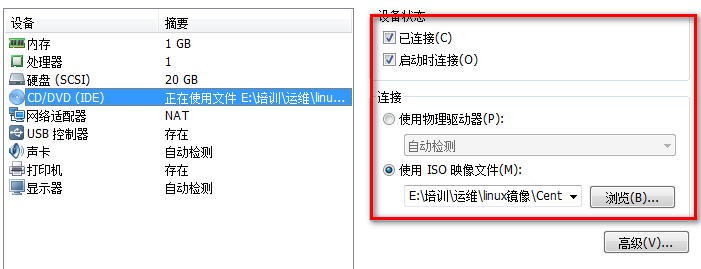 设备 摘要
内存 1 GB
处理器 1
硬盘 (SCSI) 20 GB
CD/DVD (IDE) 正在使用文件 E:\培训\运维\linu...
网络适配器 NAT
USB 控制器 存在
声卡 自动检测
打印机 存在
显示器 自动检测
设备状态
已连接(C)
启动时连接(O)
连接
使用物理驱动器(P):
自动检测
使用 ISO 映像文件(M):
E:\培训\运维\linux镜像\Cent 浏览(B)...
高级(V)...